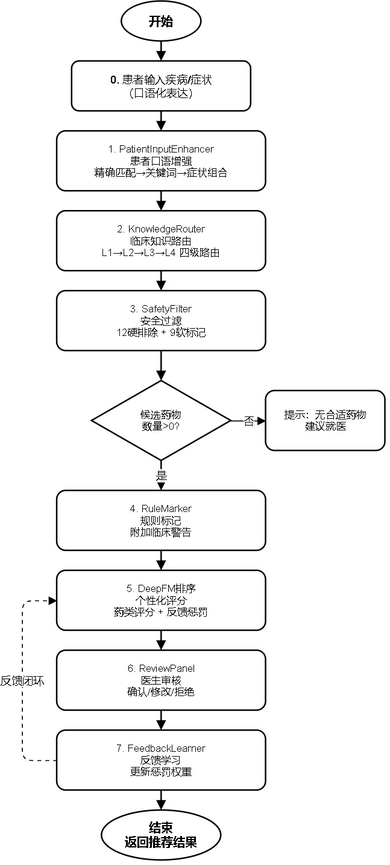 开始
0. 患者输入疾病/症状
（口语化表达）
1. PatientInputEnhancer
患者口语增强
精确匹配→关键词→症状组合
2. KnowledgeRouter
临床知识路由
L1→L2→L3→L4 四级路由
3. SafetyFilter
安全过滤
12硬排除 + 9软标记
候选药物
数量>0?
否
提示：无合适药物
建议就医
是
4. RuleMarker
规则标记
附加临床警告
5. DeepFM排序
个性化评分
药类评分 + 反馈惩罚
反馈闭环
6. ReviewPanel
医生审核
确认/修改/拒绝
7. FeedbackLearner
反馈学习
更新惩罚权重
结束
返回推荐结果